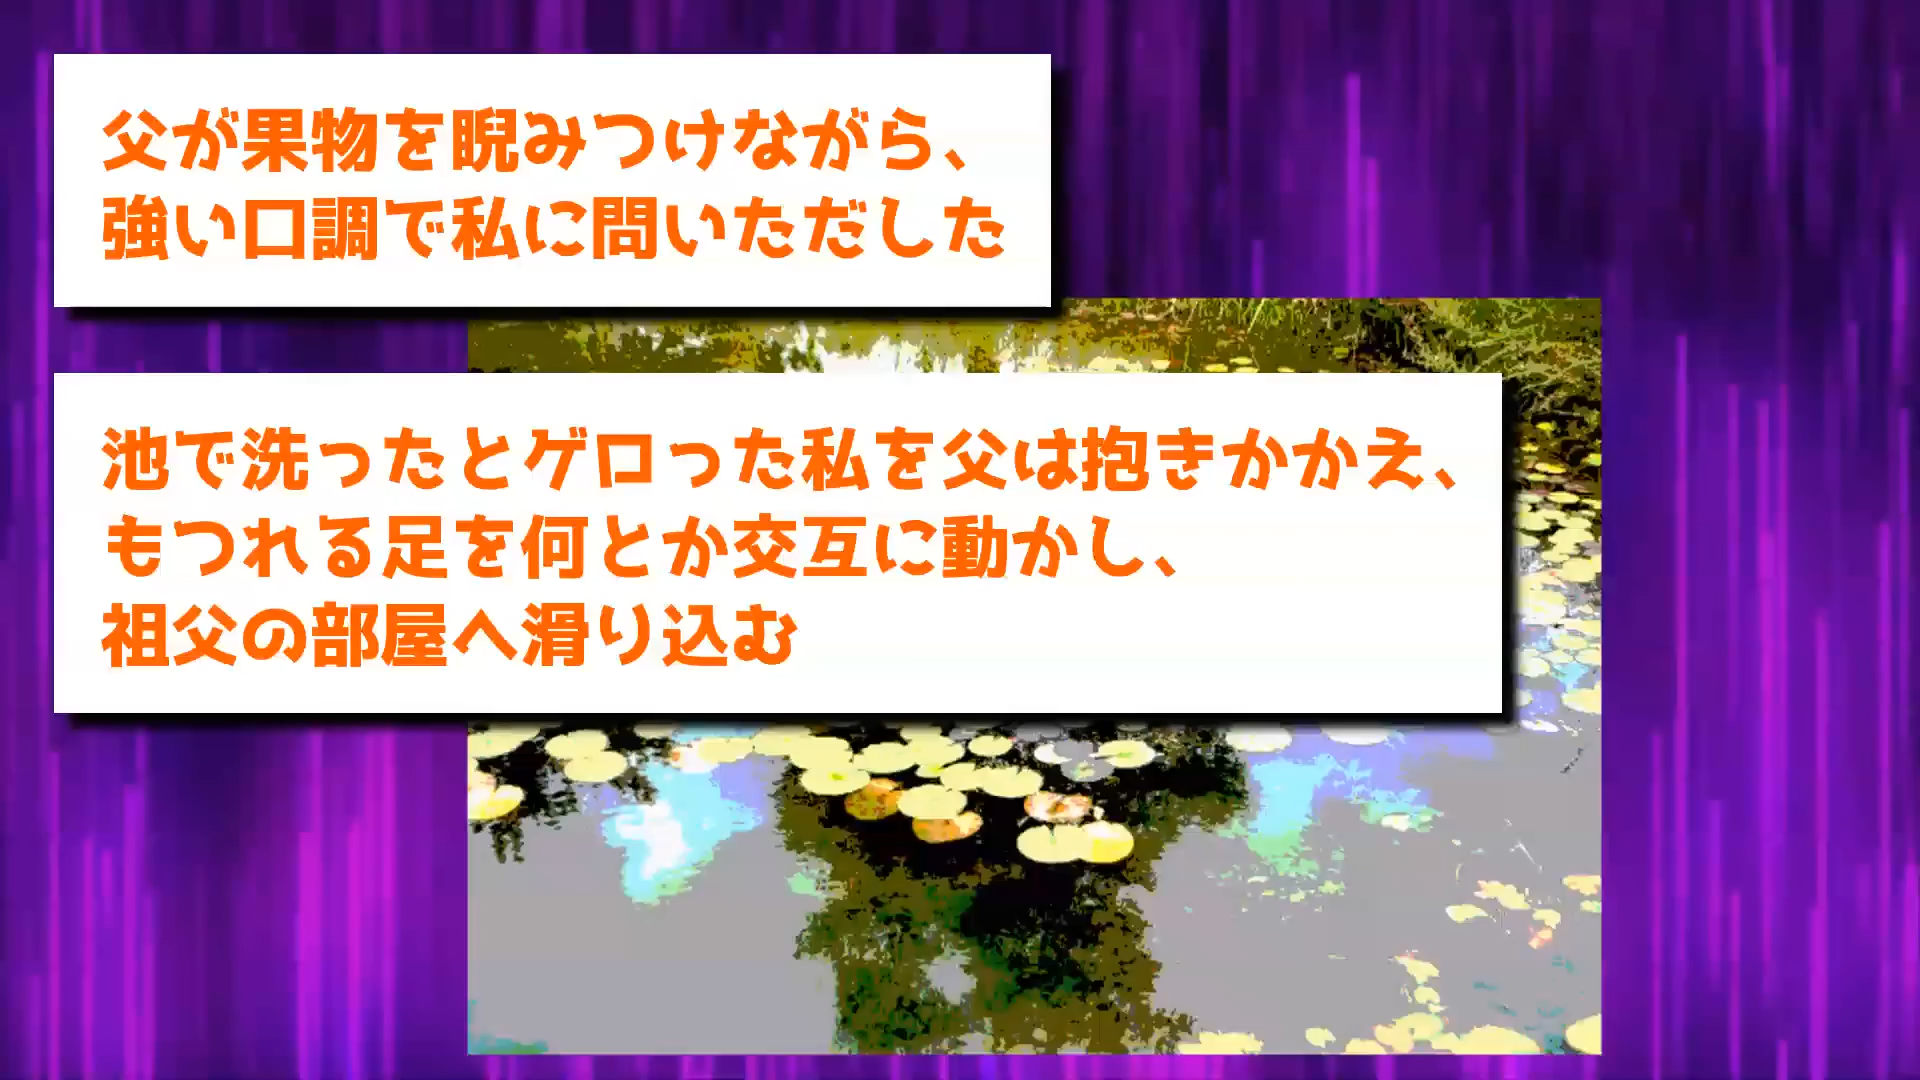 父が果物を睨みつけながら、
強い口調で私に問いただした
池で洗ったとゲロった私を父は抱きかかえ、
もつれる足を何とか交互に動かし、
祖父の部屋へ滑り込む